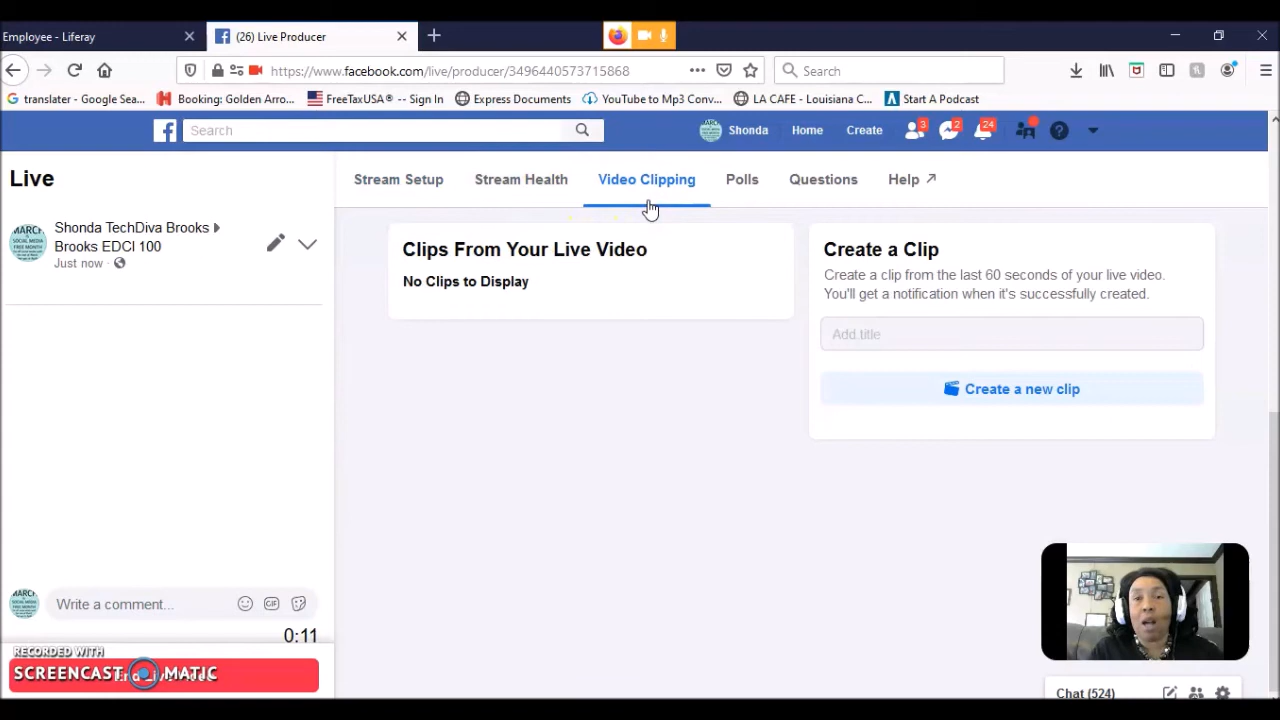 Employee - Liferay
(26) Live Producer
https://www.facebook.com/live/producer/3496440573715868
Search
translater - Google Sea...
Booking: Golden Arro...
FreeTaxUSA® -- Sign In
Express Documents
YouTube to Mp3 Conv...
LA CAFE - Louisiana C...
Start A Podcast
Search
Shonda
Home
Create
3
2
24
Live
Stream Setup
Stream Health
Video Clipping
Polls
Questions
Help
Shonda TechDiva Brooks
Brooks EDCI 100
Just now
Clips From Your Live Video
No Clips to Display
Create a Clip
Create a clip from the last 60 seconds of your live video.
You'll get a notification when it's successfully created.
Add title
Create a new clip
Write a comment...
GIF
0:11
RECORDED WITH
SCREENCAST MATIC
Chat (524)